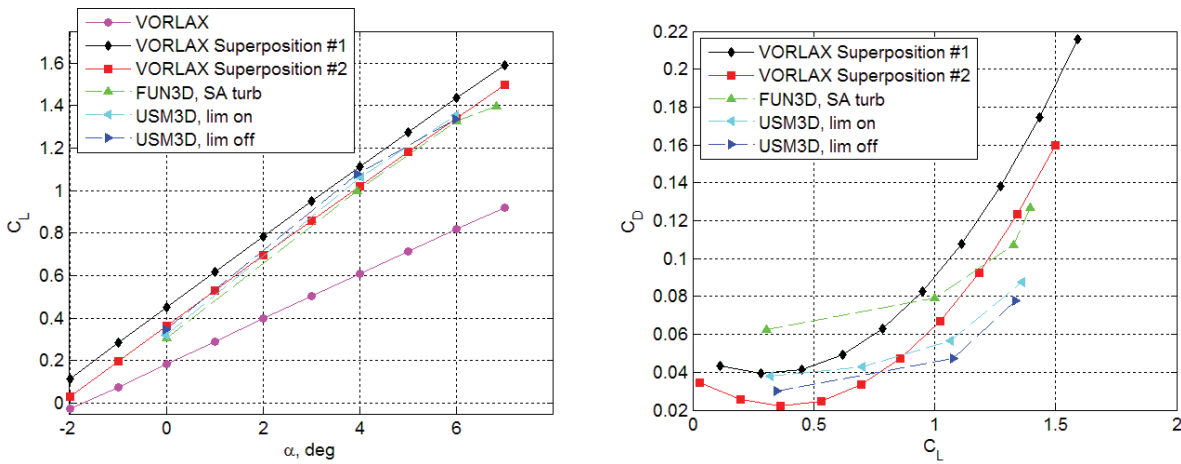 VORLAX
VORLAX Superposition #1
VORLAX Superposition #2
FUN3D, SA turb
USM3D, lim on
USM3D, lim off
1.6
1.4
1.2
1
0.8
0.6
0.4
0.2
0
C_L
-2 0 2 4 6
α, deg
VORLAX Superposition #1
VORLAX Superposition #2
FUN3D, SA turb
USM3D, lim on
USM3D, lim off
0.22
0.2
0.18
0.16
0.14
0.12
0.1
0.08
0.06
0.04
0.02
C_D
0 0.5 1 1.5 2
C_L